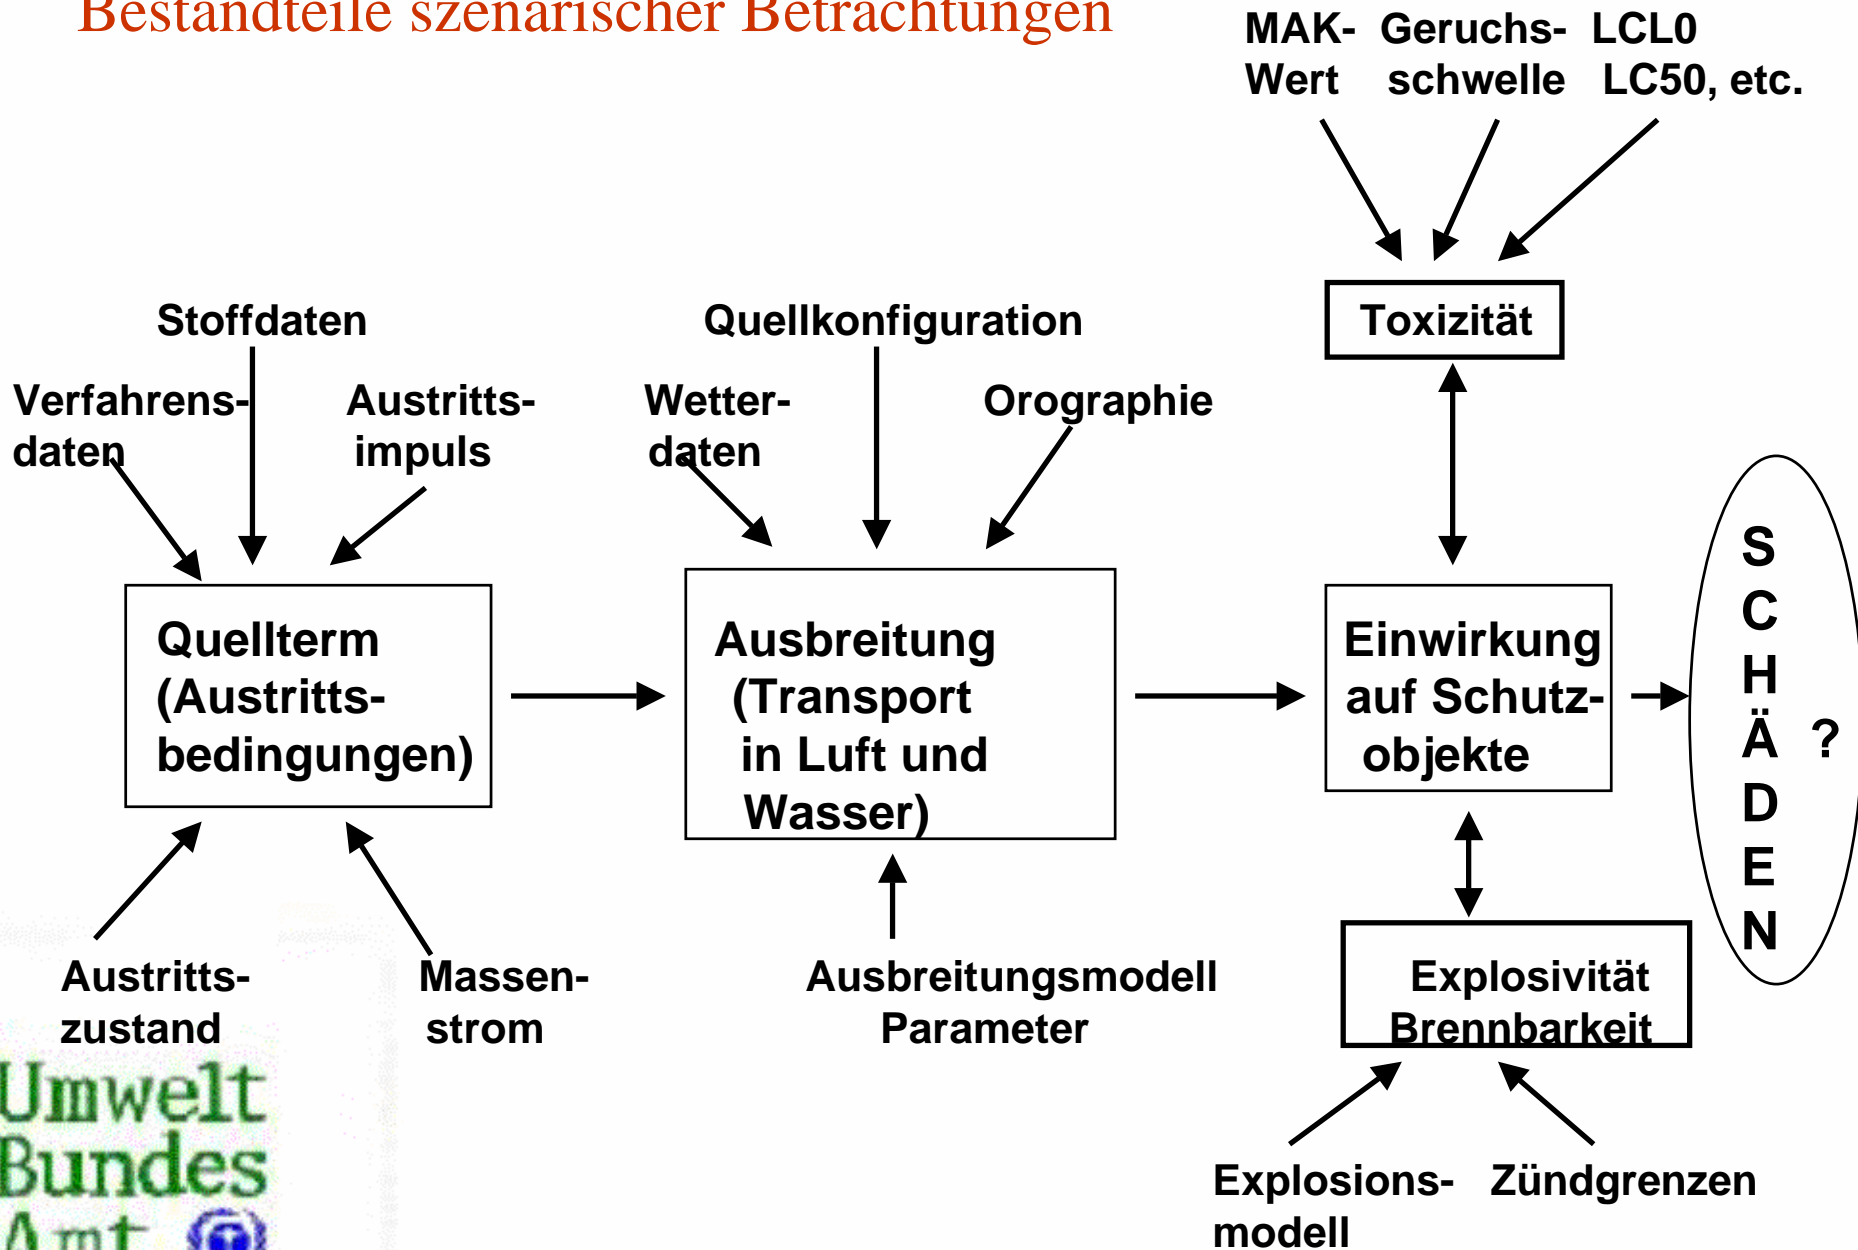 Bestandteile szenarischer Betrachtungen
MAK- Geruchs- LCL0
Wert schwelle LC50, etc.
Toxizität
Stoffdaten
Verfahrens-
daten
Austritts-
impuls
Quellkonfiguration
Wetter-
daten
Orographie
Quellterm
(Austritts-
bedingungen)
Ausbreitung
(Transport
in Luft und
Wasser)
Einwirkung
auf Schutz-
objekte
S
C
H
Ä ?
D
E
N
Austritts-
zustand
Massen-
strom
Ausbreitungsmodell
Parameter
Explosivität
Brennbarkeit
Explosions-
modell
Zündgrenzen
Umwelt
Bundes
Amt